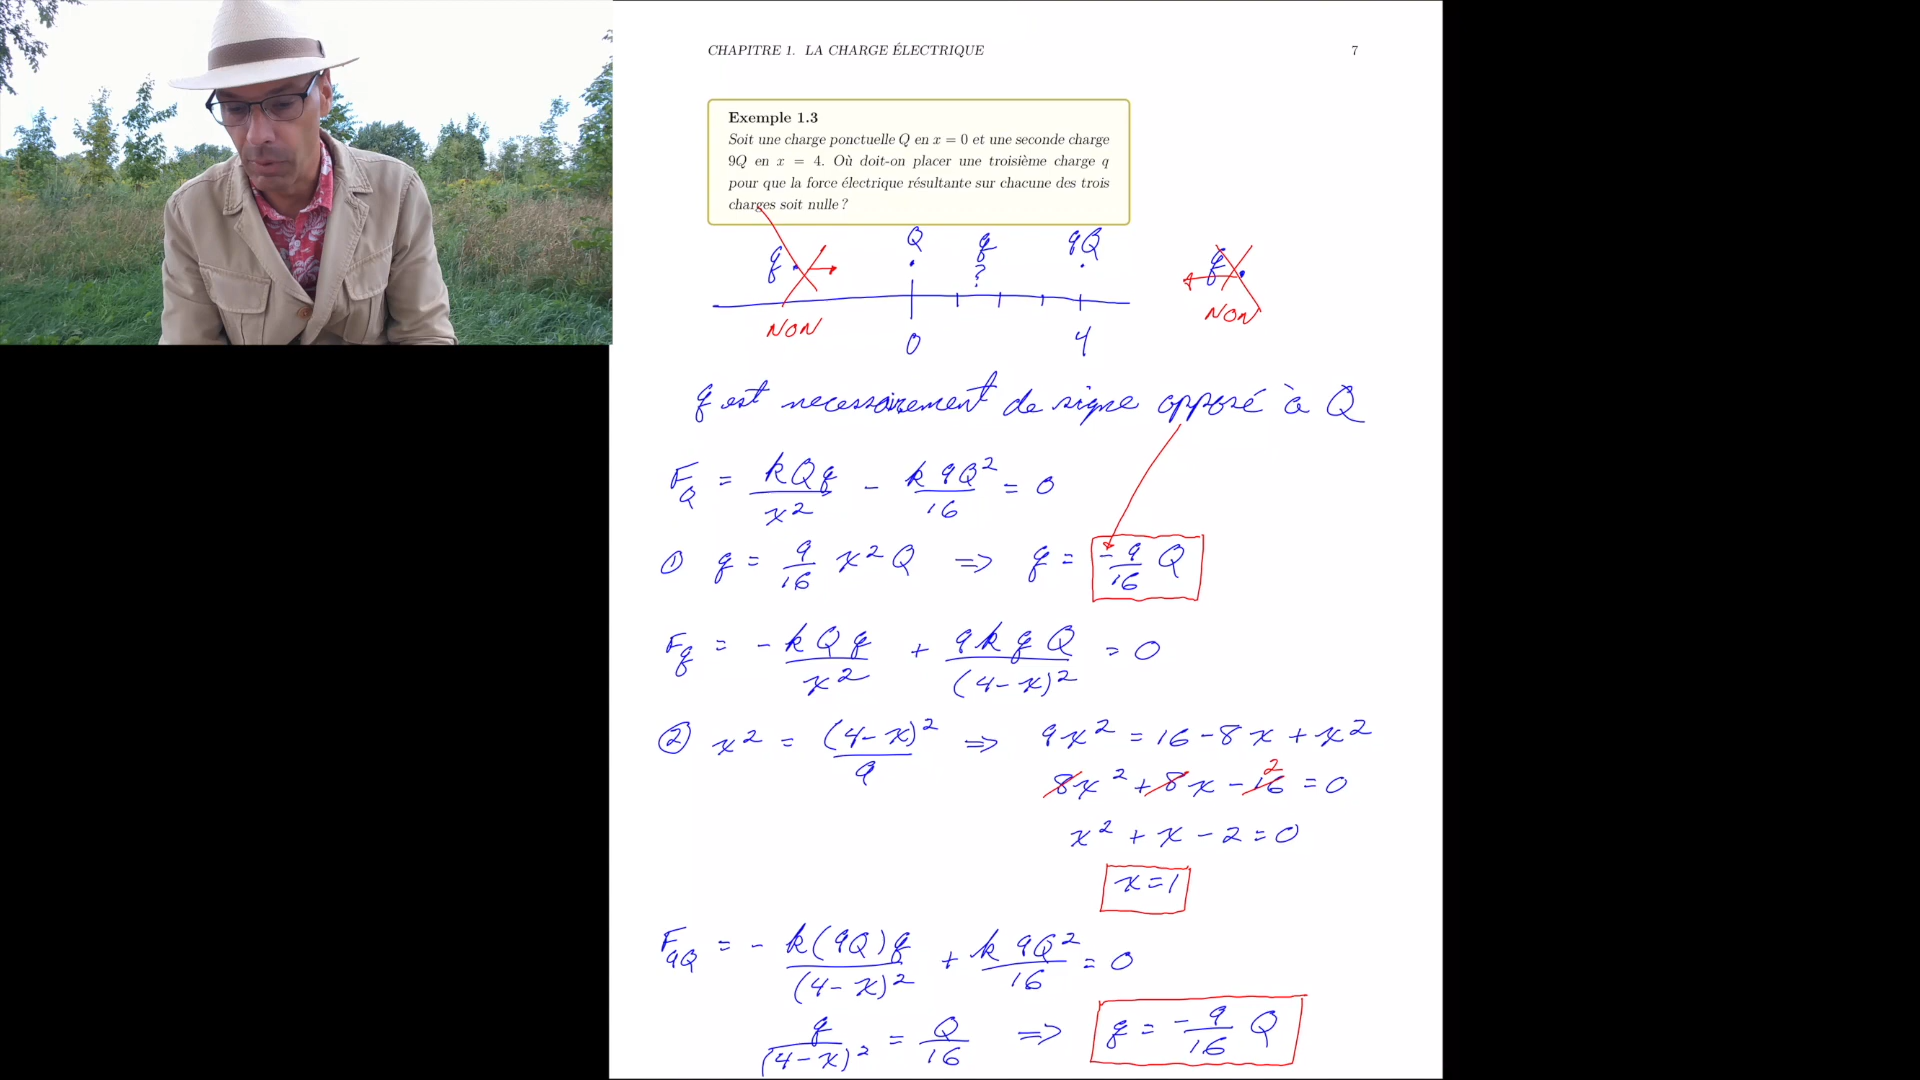 CHAPITRE 1. LA CHARGE ÉLECTRIQUE 7
Exemple 1.3
Soit une charge ponctuelle Q en x = 0 et une seconde charge
9Q en x = 4. Où doit-on placer une troisième charge q
pour que la force électrique résultante sur chacune des trois
charges soit nulle ?
q Q q 9Q q
?
NON NON
0 4
q est necessairement de signe opposé à Q
F_Q = kQq/x² - k9Q²/16 = 0
① q = 9/16 x² Q ⇒ q = -9/16 Q
F_q = - kQq/x² + 9kqQ/(4-x)² = 0
② x² = (4-x)²/9 ⇒ 9x² = 16 - 8x + x²
8x² + 8x - 16 = 0
2
x² + x - 2 = 0
x = 1
F_9Q = - k(9Q)q/(4-x)² + k9Q²/16 = 0
q/(4-x)² = Q/16 ⇒ q = -9/16 Q